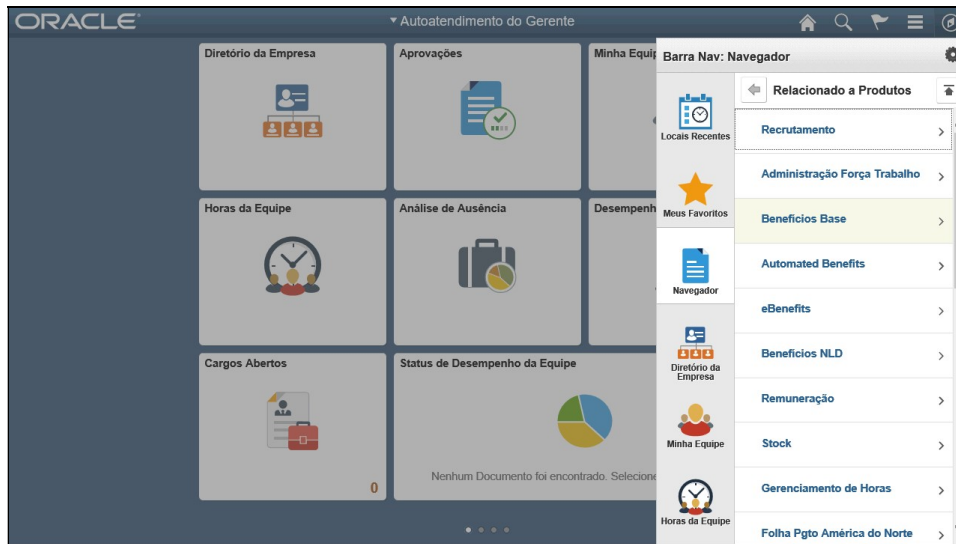 ORACLE
Autoatendimento do Gerente
Diretório da Empresa
Aprovações
Minha Equip
Horas da Equipe
Análise de Ausência
Desempenh
Cargos Abertos
0
Status de Desempenho da Equipe
Nenhum Documento foi encontrado. Selecione
Barra Nav: Navegador
Locais Recentes
Meus Favoritos
Navegador
Diretório da
Empresa
Minha Equipe
Horas da Equipe
Relacionado a Produtos
Recrutamento
Administração Força Trabalho
Benefícios Base
Automated Benefits
eBenefits
Benefícios NLD
Remuneração
Stock
Gerenciamento de Horas
Folha Pgto América do Norte